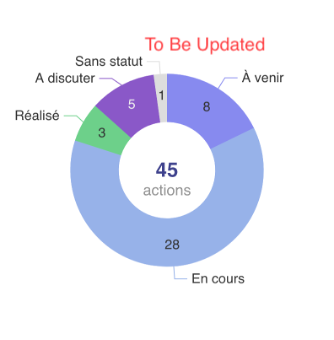 To Be Updated
Sans statut
A discuter
À venir
1
5
8
Réalisé
3
45
actions
28
En cours